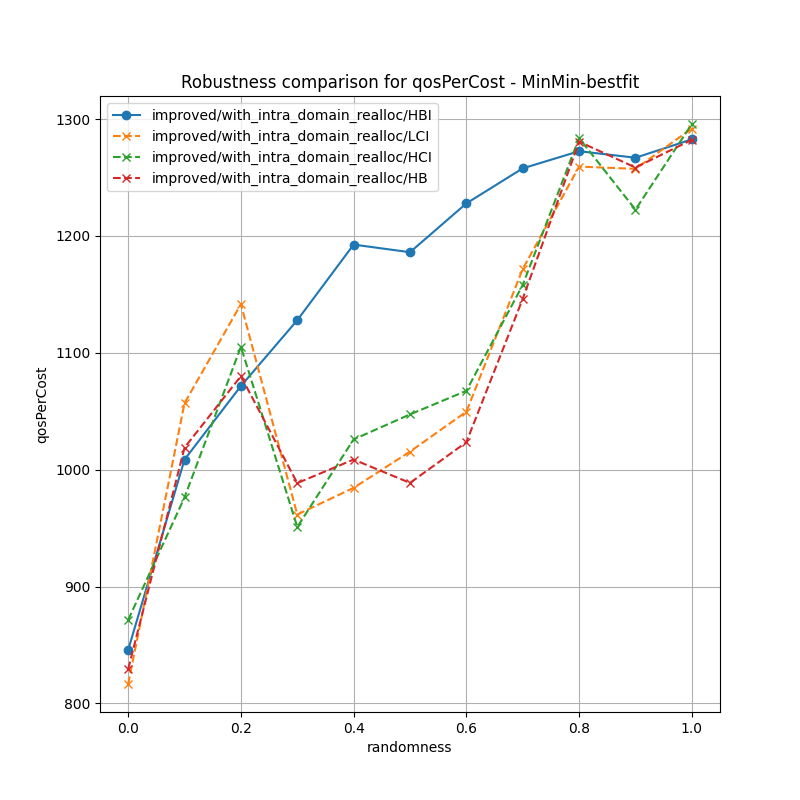 Robustness comparison for qosPerCost - MinMin-bestfit
improved/with_intra_domain_realloc/HBI
improved/with_intra_domain_realloc/LCI
improved/with_intra_domain_realloc/HCI
improved/with_intra_domain_realloc/HB
1300
1200
1100
1000
900
800
qosPerCost
0.0 0.2 0.4 0.6 0.8 1.0
randomness